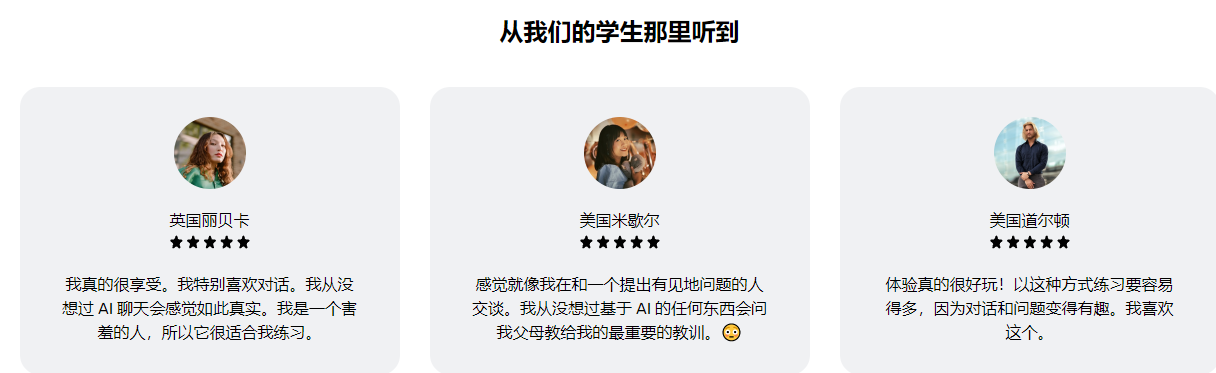 从我们的学生那里听到
英国丽贝卡
★★★★★
我真的很享受。我特别喜欢对话。我从没
想过 AI 聊天会感觉如此真实。我是一个害
羞的人，所以它很适合我练习。
美国米歇尔
★★★★★
感觉就像我在和一个提出有见地问题的人
交谈。我从没想过基于 AI 的任何东西会问
我父母教给我的最重要的教训。😳
美国道尔顿
★★★★★
体验真的很好玩！以这种方式练习要容易
得多，因为对话和问题变得有趣。我喜欢
这个。